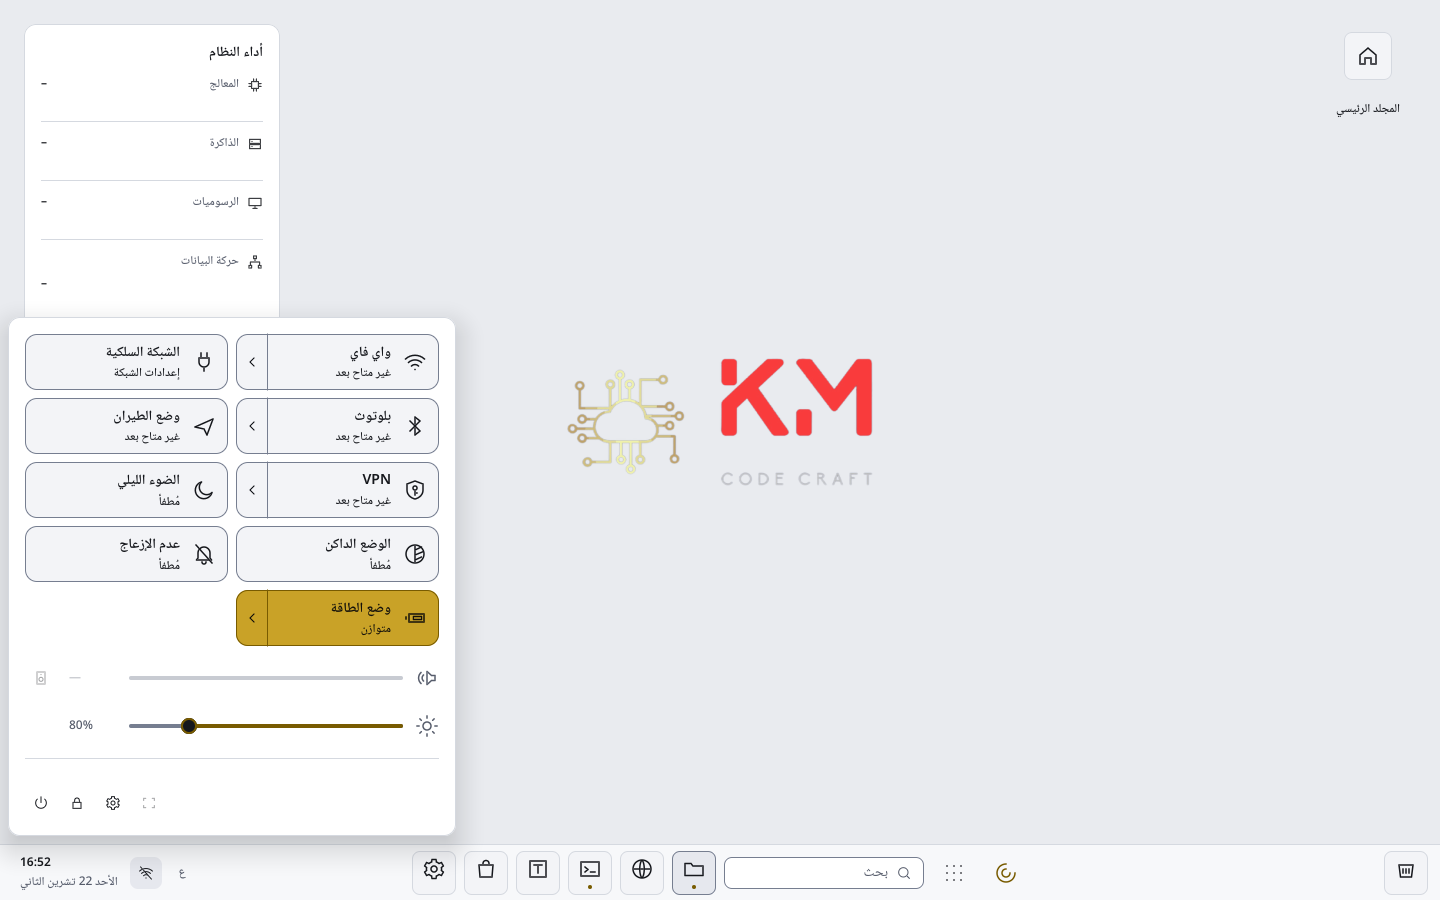 أداء النظام
المعالج
–
الذاكرة
–
الرسوميات
–
حركة البيانات
–
المجلد الرئيسي
واي فاي
غير متاح بعد
الشبكة السلكية
إعدادات الشبكة
بلوتوث
غير متاح بعد
وضع الطيران
غير متاح بعد
VPN
غير متاح بعد
الضوء الليلي
مُطفأ
الوضع الداكن
مُطفأ
عدم الإزعاج
مُطفأ
وضع الطاقة
متوازن
—
80%
KM
CODE CRAFT
بحث
ع
16:52
الأحد 22 تشرين الثاني